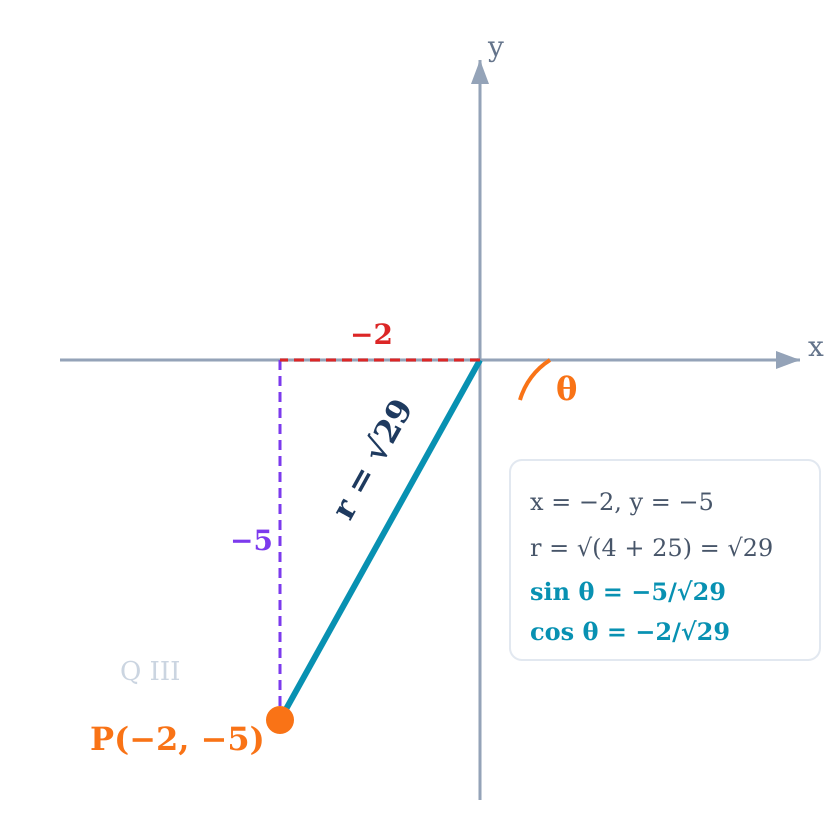 y
x
−2
θ
r = √29
x = −2, y = −5
−5
r = √(4 + 25) = √29
sin θ = −5/√29
cos θ = −2/√29
Q III
P(−2, −5)